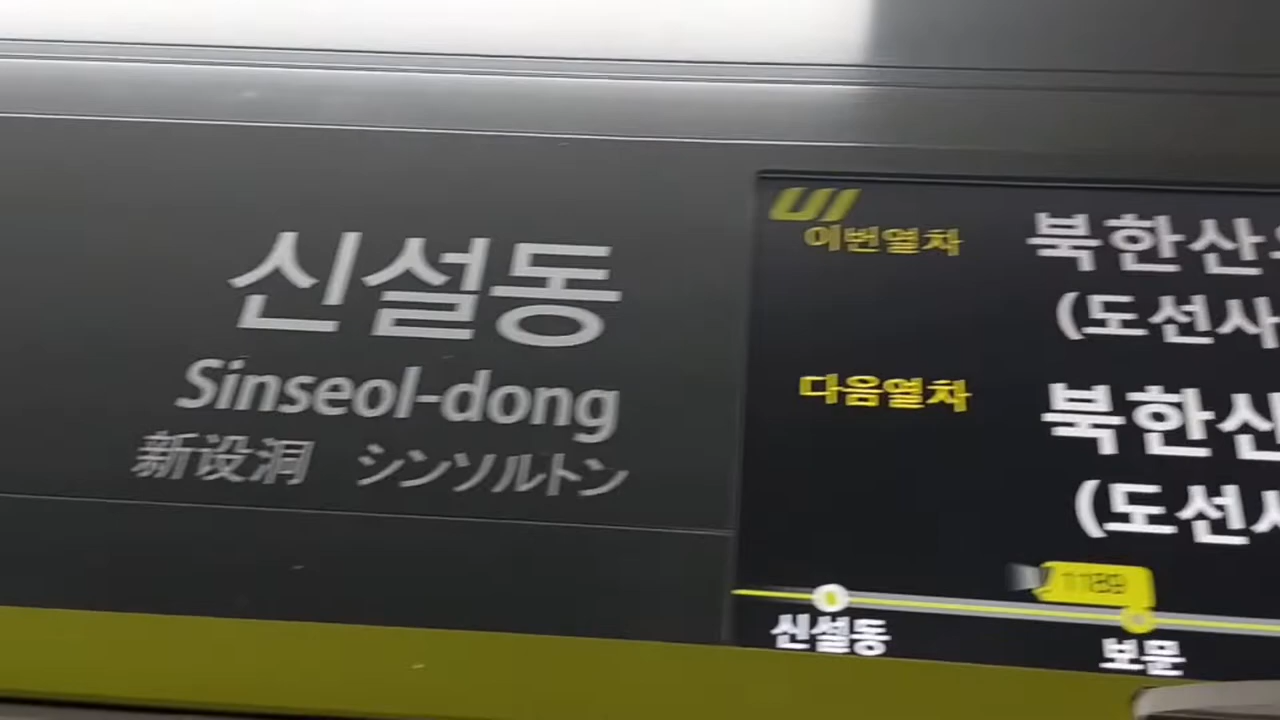 신설동
Sinseol-dong
新设洞 シンソルトン
UI
이번열차 북한산
(도선사
다음열차 북한산
(도선사
1189
신설동 보문